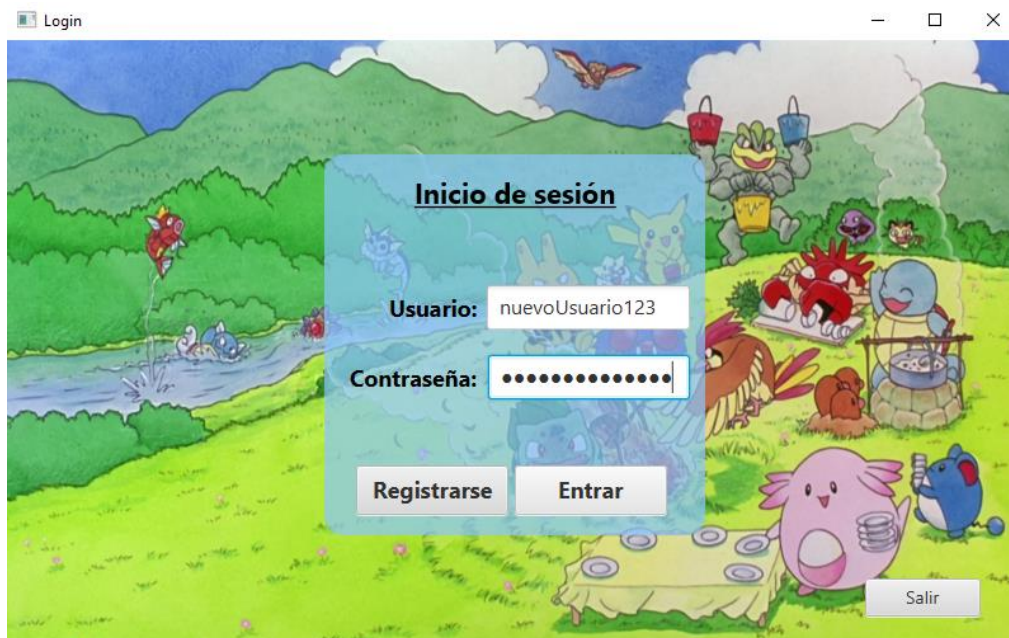 Login
Inicio de sesión
Usuario: nuevoUsuario123
Contraseña: ••••••••••••••
Registrarse Entrar
Salir